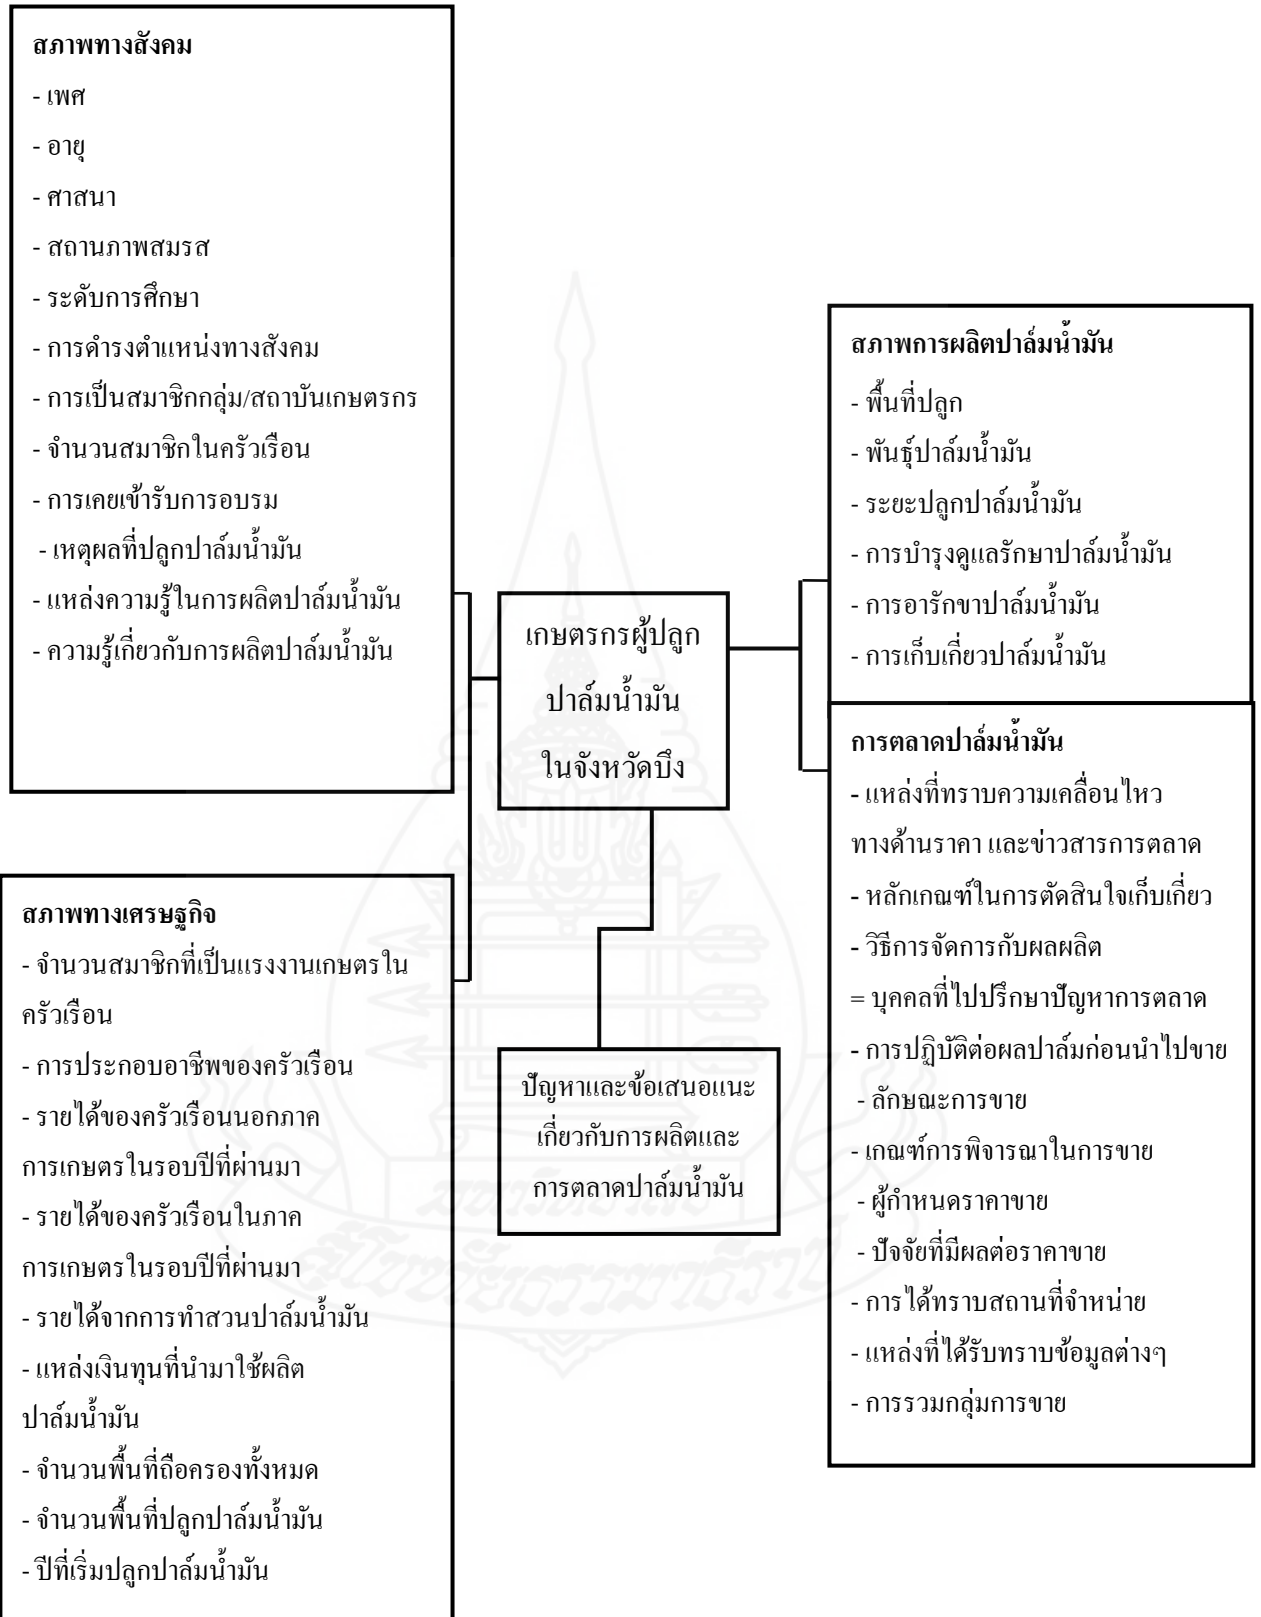 สภาพทางสังคม
- เพศ
- อายุ
- ศาสนา
- สถานภาพสมรส
- ระดับการศึกษา
- การดำรงตำแหน่งทางสังคม
- การเป็นสมาชิกกลุ่ม/สถาบันเกษตรกร
- จำนวนสมาชิกในครัวเรือน
- การเคยเข้ารับการอบรม
- เหตุผลที่ปลูกปาล์มน้ำมัน
- แหล่งความรู้ในการผลิตปาล์มน้ำมัน
- ความรู้เกี่ยวกับการผลิตปาล์มน้ำมัน
สภาพทางเศรษฐกิจ
- จำนวนสมาชิกที่เป็นแรงงานเกษตรใน
ครัวเรือน
- การประกอบอาชีพของครัวเรือน
- รายได้ของครัวเรือนนอกภาค
การเกษตรในรอบปีที่ผ่านมา
- รายได้ของครัวเรือนในภาค
การเกษตรในรอบปีที่ผ่านมา
- รายได้จากการทำสวนปาล์มน้ำมัน
- แหล่งเงินทุนที่นำมาใช้ผลิต
ปาล์มน้ำมัน
- จำนวนพื้นที่ถือครองทั้งหมด
- จำนวนพื้นที่ปลูกปาล์มน้ำมัน
- ปีที่เริ่มปลูกปาล์มน้ำมัน
เกษตรกรผู้ปลูก
ปาล์มน้ำมัน
ในจังหวัดบึง
ปัญหาและข้อเสนอแนะ
เกี่ยวกับการผลิตและ
การตลาดปาล์มน้ำมัน
สภาพการผลิตปาล์มน้ำมัน
- พื้นที่ปลูก
- พันธุ์ปาล์มน้ำมัน
- ระยะปลูกปาล์มน้ำมัน
- การบำรุงดูแลรักษาปาล์มน้ำมัน
- การอารักขาปาล์มน้ำมัน
- การเก็บเกี่ยวปาล์มน้ำมัน
การตลาดปาล์มน้ำมัน
- แหล่งที่ทราบความเคลื่อนไหว
ทางด้านราคา และข่าวสารการตลาด
- หลักเกณฑ์ในการตัดสินใจเก็บเกี่ยว
- วิธีการจัดการกับผลผลิต
= บุคคลที่ไปปรึกษาปัญหาการตลาด
- การปฏิบัติต่อผลปาล์มก่อนนำไปขาย
- ลักษณะการขาย
- เกณฑ์การพิจารณาในการขาย
- ผู้กำหนดราคาขาย
- ปัจจัยที่มีผลต่อราคาขาย
- การได้ทราบสถานที่จำหน่าย
- แหล่งที่ได้รับทราบข้อมูลต่างๆ
- การรวมกลุ่มการขาย